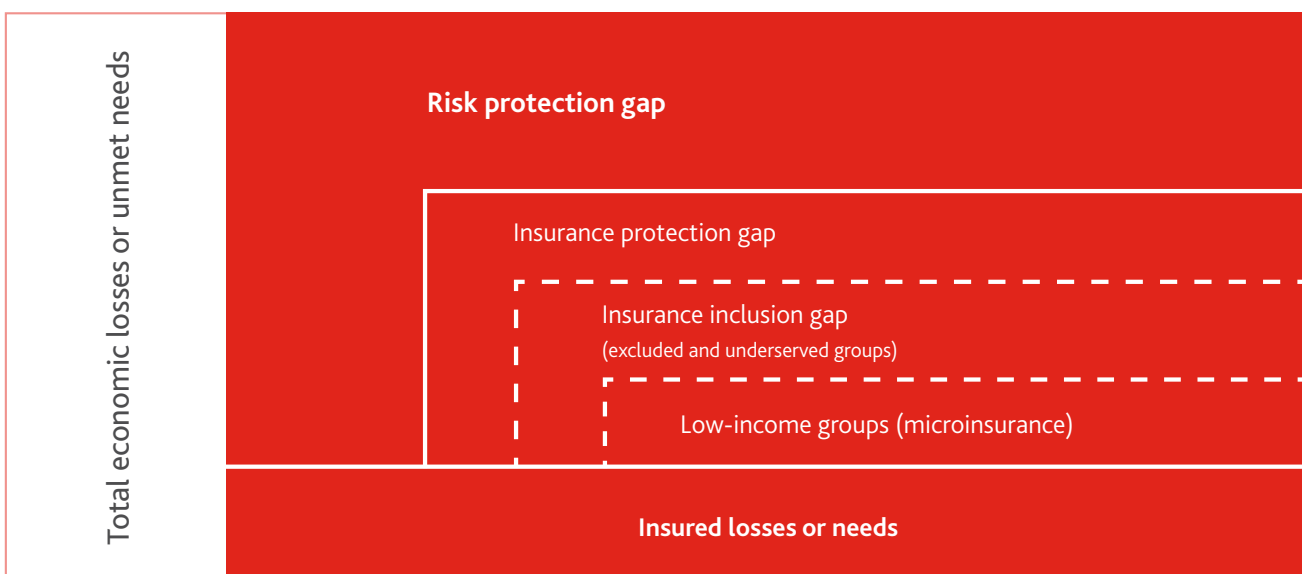 Total economic losses or unmet needs
Risk protection gap
Insurance protection gap
Insurance inclusion gap
(excluded and underserved groups)
Low-income groups (microinsurance)
Insured losses or needs